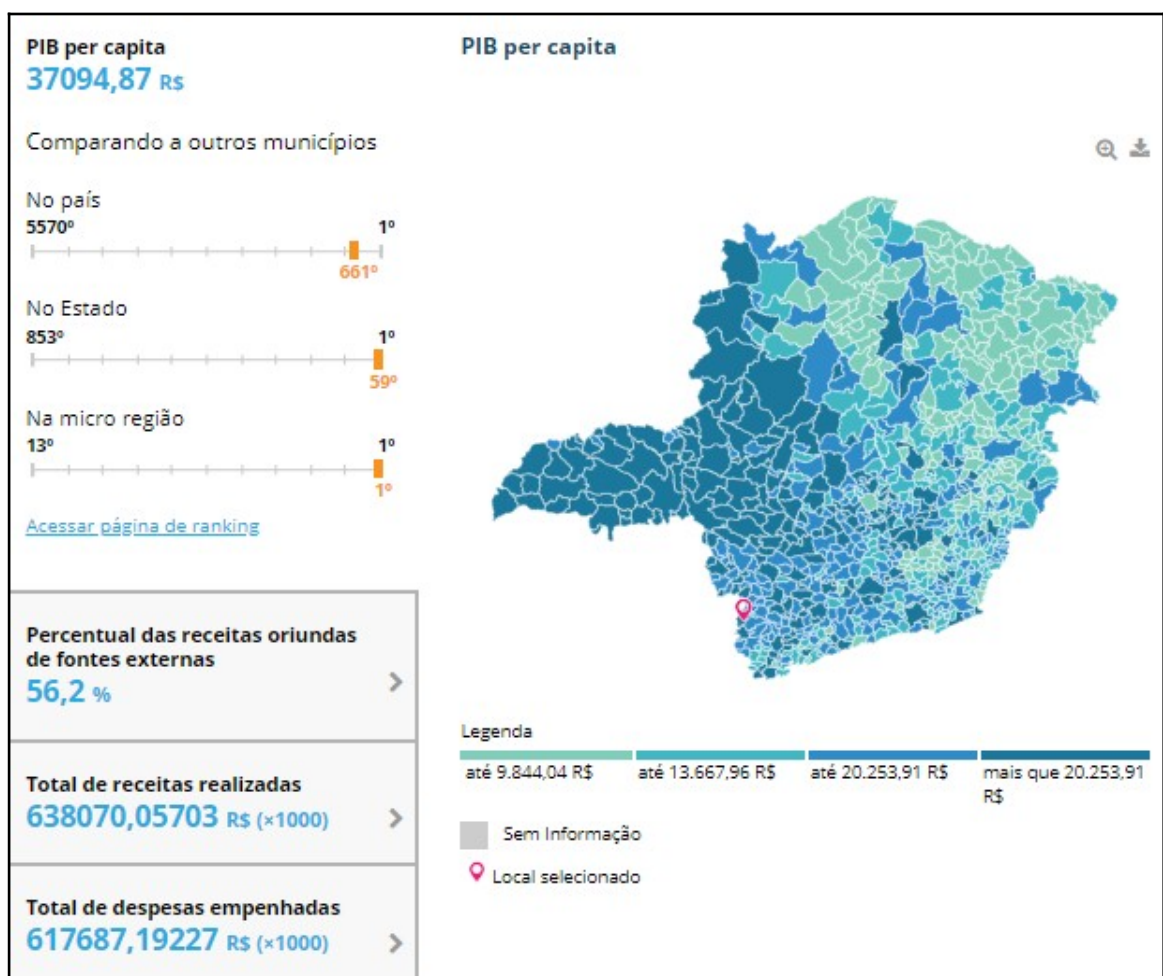 PIB per capita
37094,87 R$
Comparando a outros municípios
No país
5570º 1º
661º
No Estado
853º 1º
59º
Na micro região
13º 1º
1º
Acessar página de ranking
Percentual das receitas oriundas
de fontes externas
56,2 %
Total de receitas realizadas
638070,05703 R$ (×1000)
Total de despesas empenhadas
617687,19227 R$ (×1000)
PIB per capita
Legenda
até 9.844,04 R$ até 13.667,96 R$ até 20.253,91 R$ mais que 20.253,91
R$
Sem Informação
Local selecionado